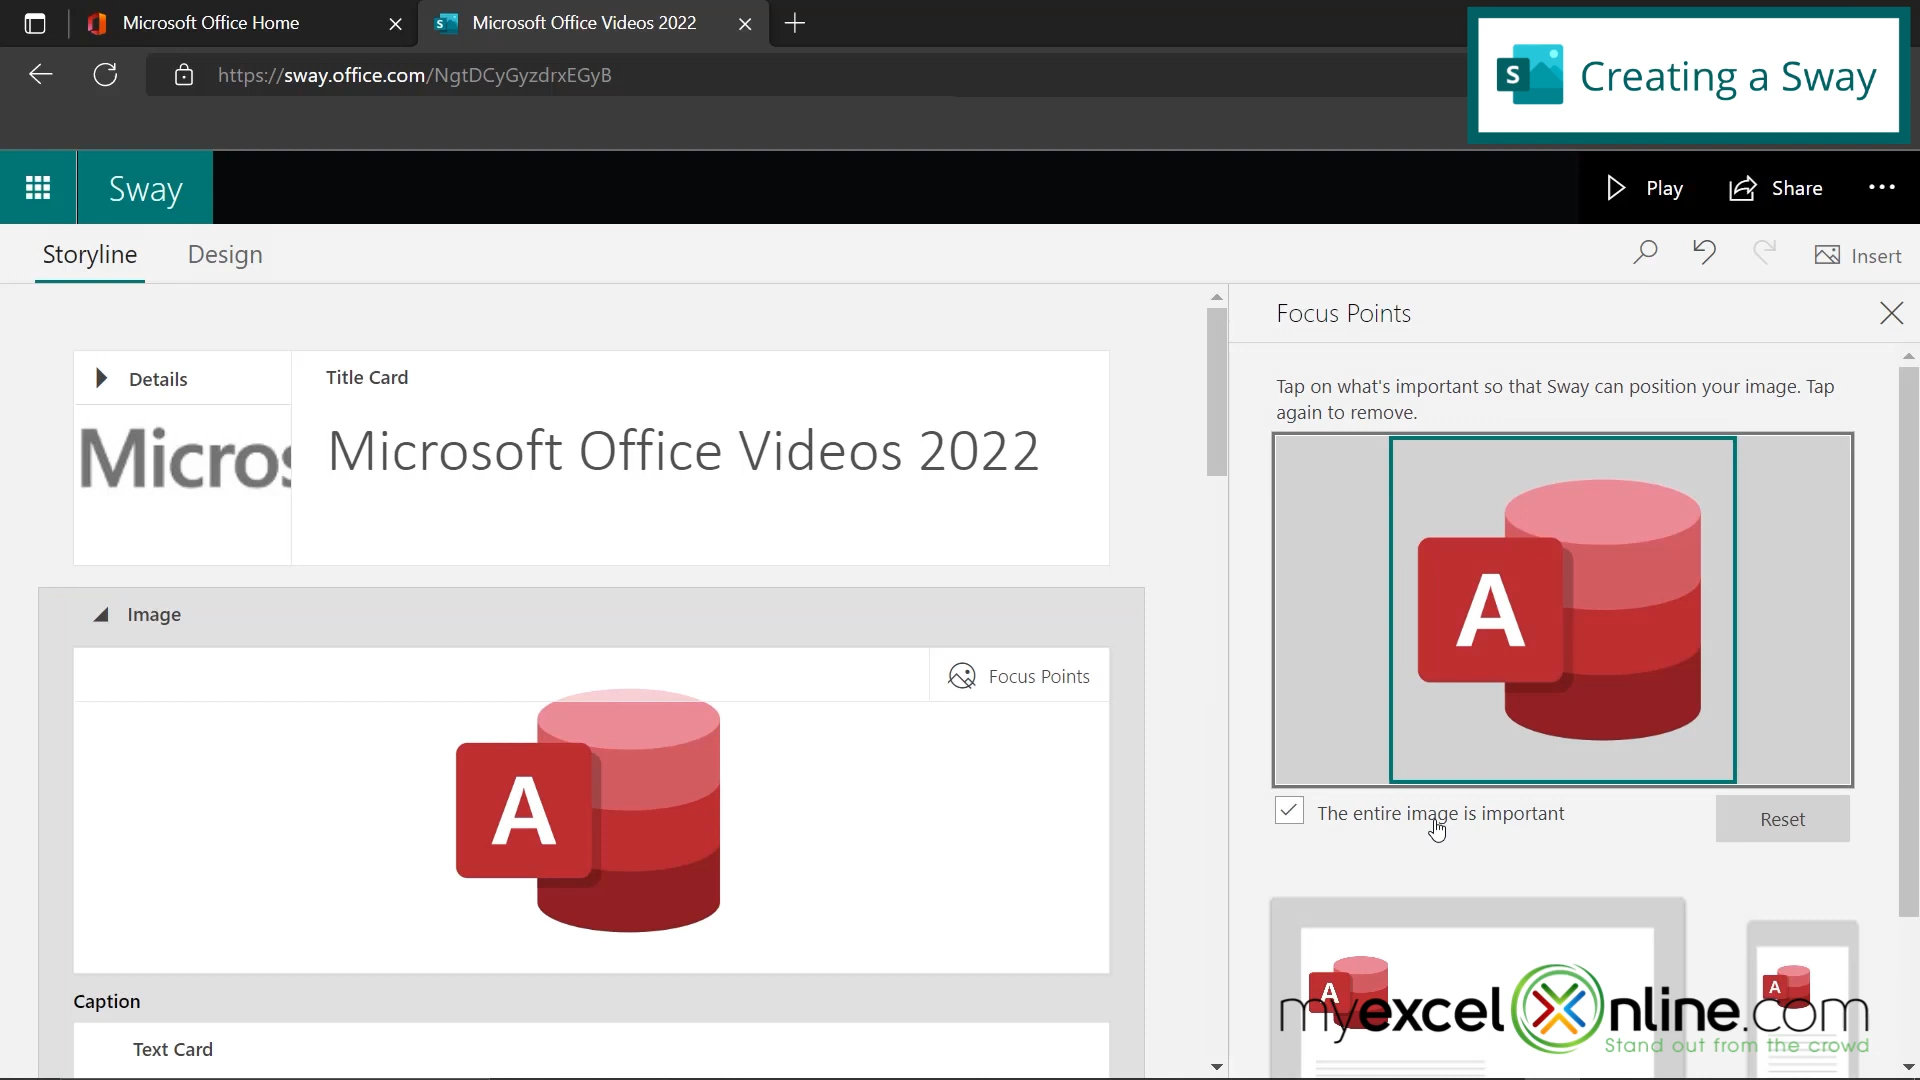 Microsoft Office Home
Microsoft Office Videos 2022
https://sway.office.com/NgtDCyGyzdrxEGyB
S Creating a Sway
Sway
Play
Share
Storyline
Design
Insert
Focus Points
Details
Title Card
Micros
Microsoft Office Videos 2022
Tap on what's important so that Sway can position your image. Tap
again to remove.
A
Image
Focus Points
A
The entire image is important
Reset
Caption
Text Card
A
A
myexcelonline.com
Stand out from the crowd